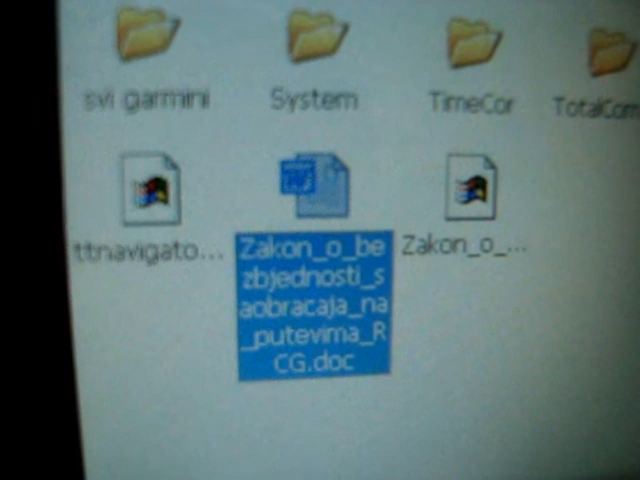 svi garmini
System
TimeCor
TotalCom
ttnavigato...
Zakon_o_be
zbjednosti_s
aobracaja_na
_putevima_R
CG.doc
Zakon_o_...